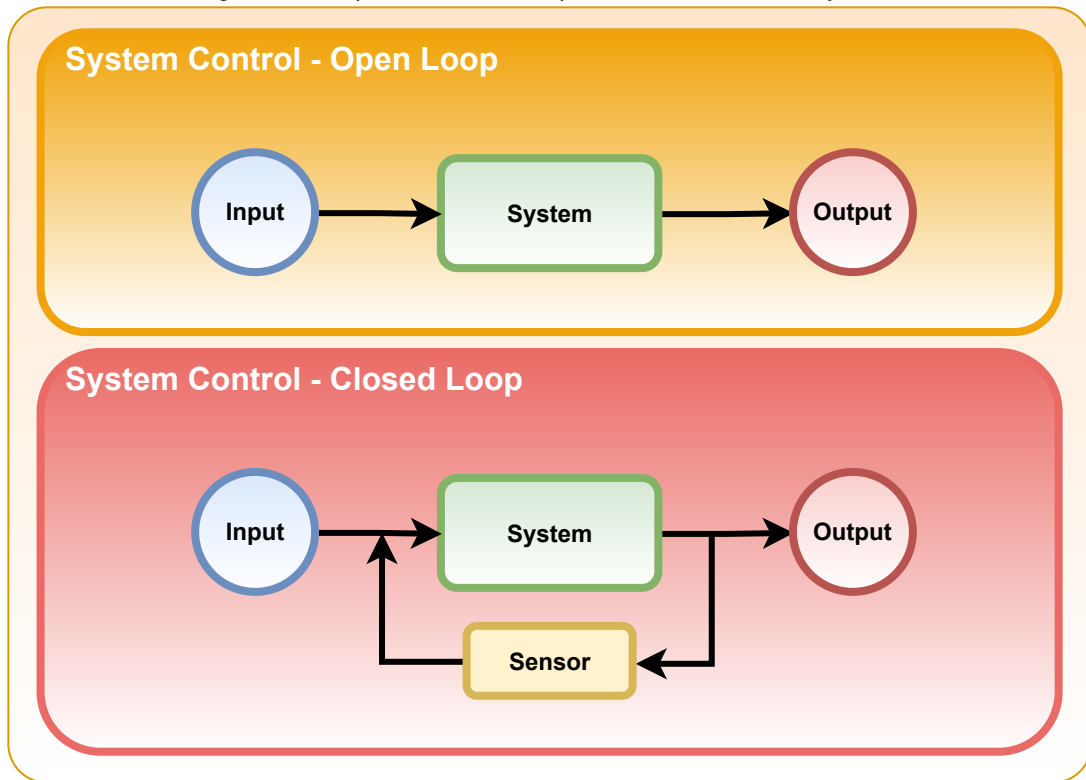 System Control - Open Loop
Input
System
Output
System Control - Closed Loop
Input
System
Output
Sensor